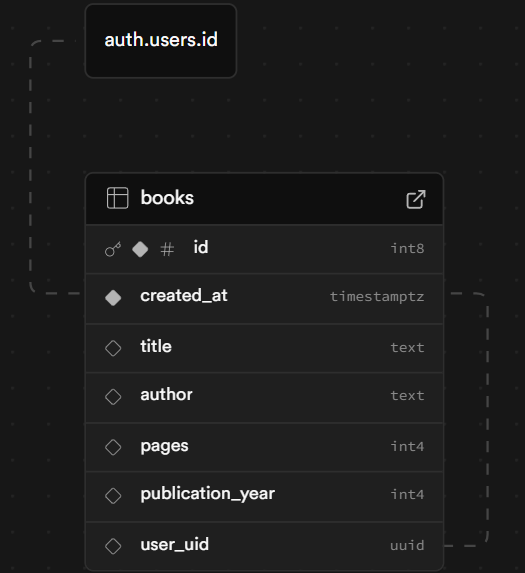 auth.users.id
books
# id int8
created_at timestamptz
title text
author text
pages int4
publication_year int4
user_uid uuid